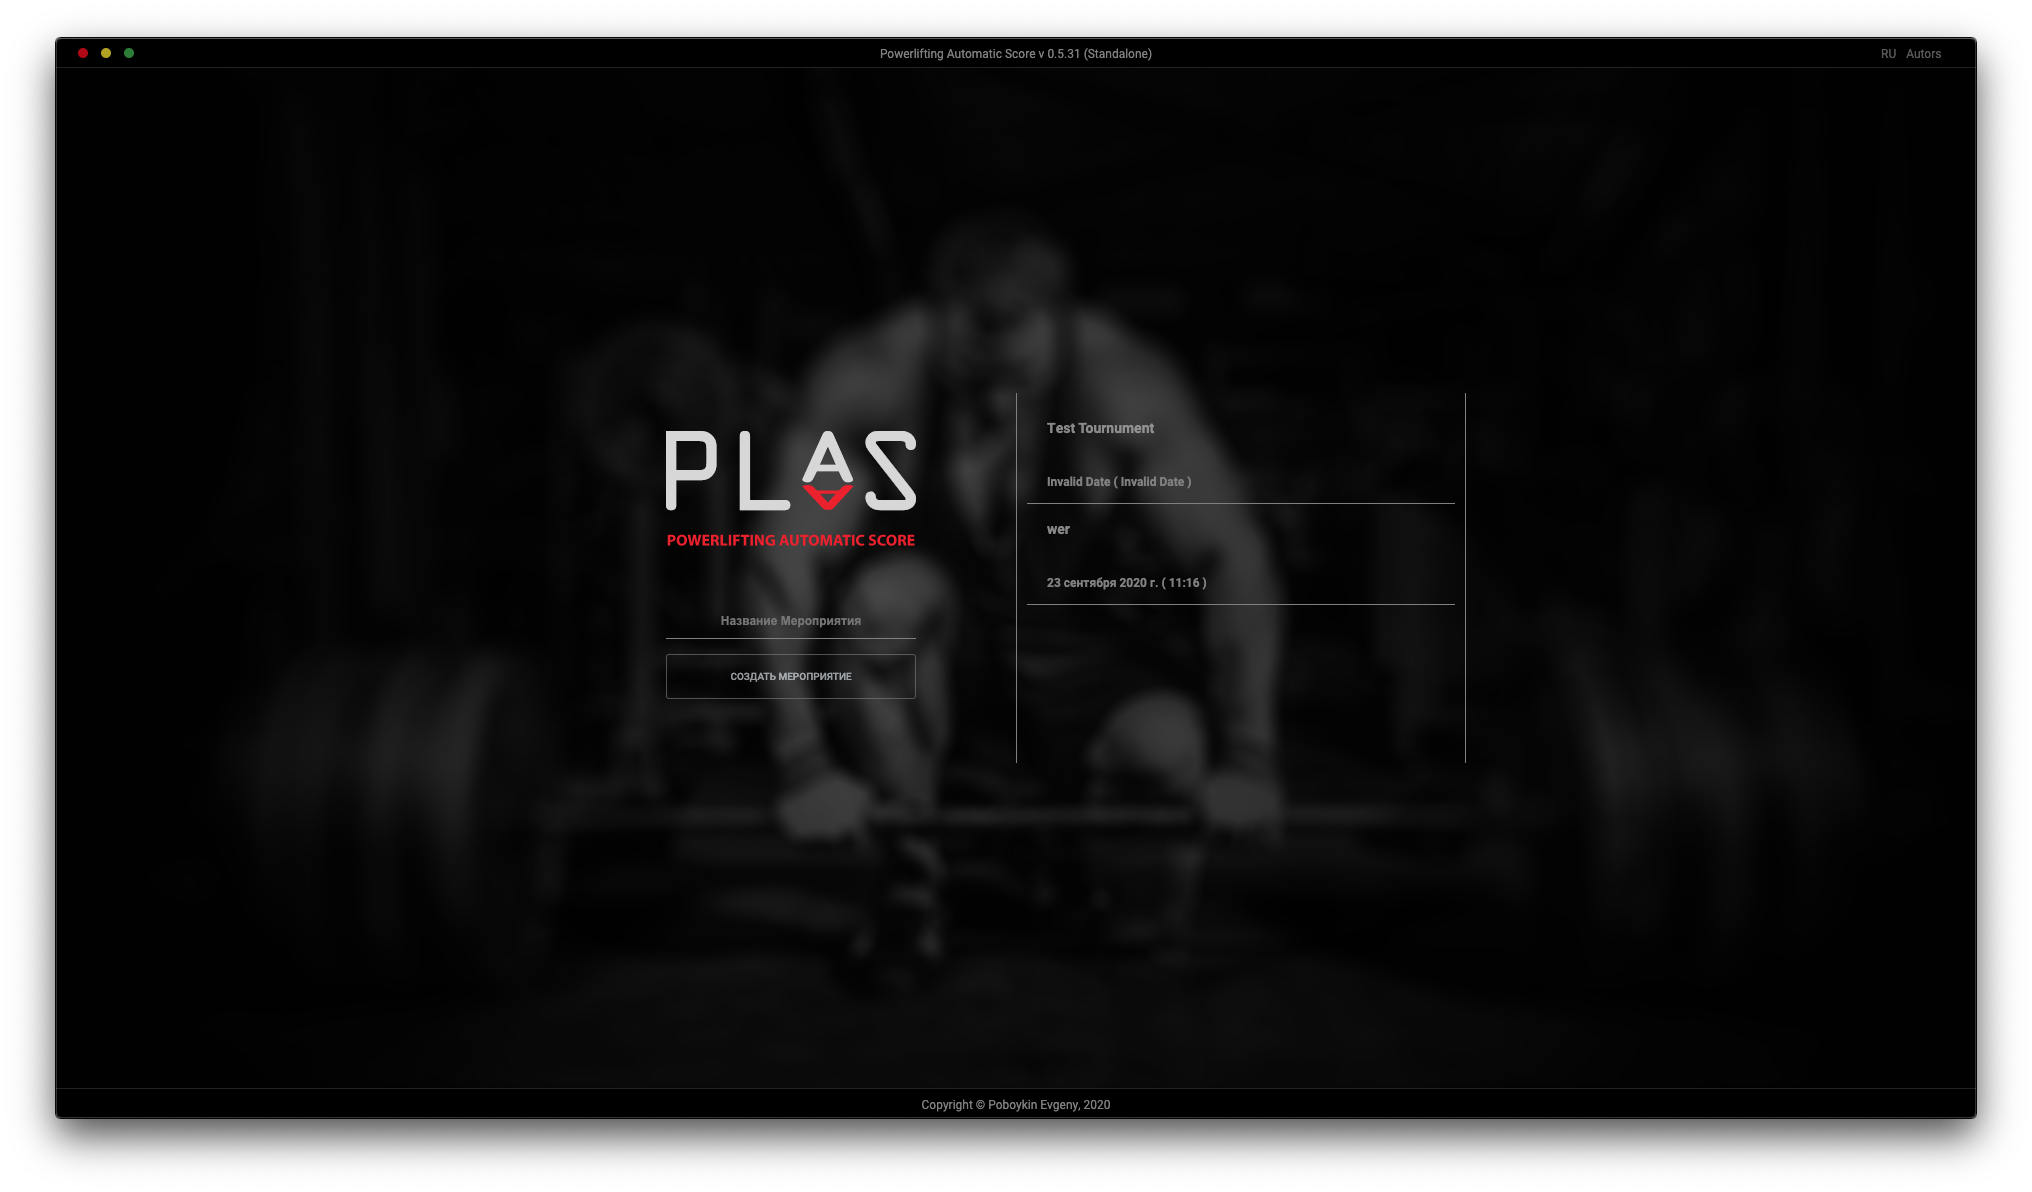 Powerlifting Automatic Score v 0.5.31 (Standalone)
RU Autors
PLAS
POWERLIFTING AUTOMATIC SCORE
Название Мероприятия
СОЗДАТЬ МЕРОПРИЯТИЕ
Test Tournument
Invalid Date ( Invalid Date )
wer
23 сентября 2020 г. ( 11:16 )
Copyright © Poboykin Evgeny, 2020